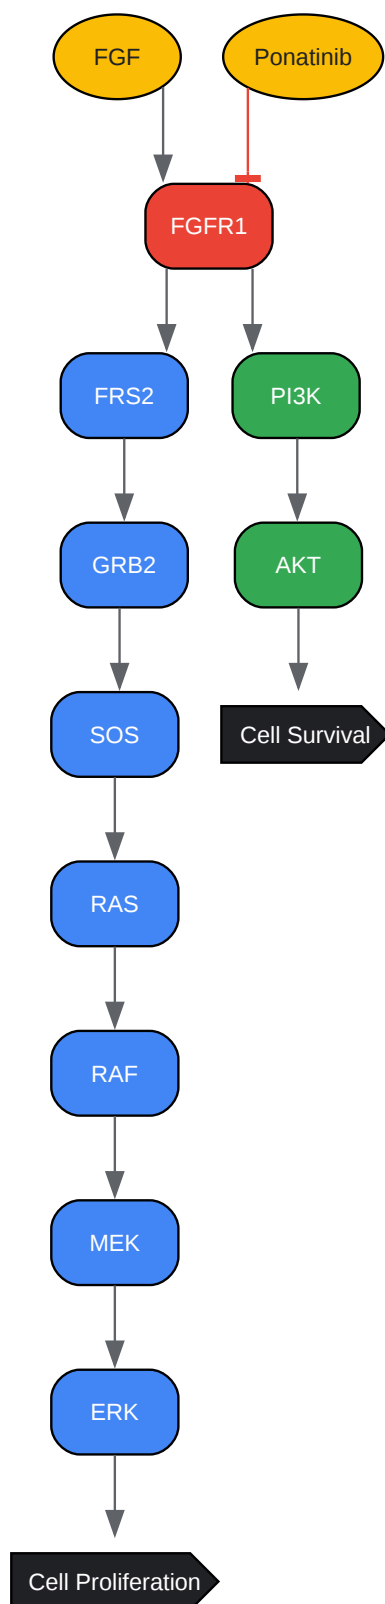 FGF
Ponatinib
FGFR1
FRS2
PI3K
GRB2
AKT
SOS
Cell Survival
RAS
RAF
MEK
ERK
Cell Proliferation